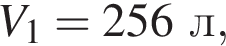 V₁ = 256 л,